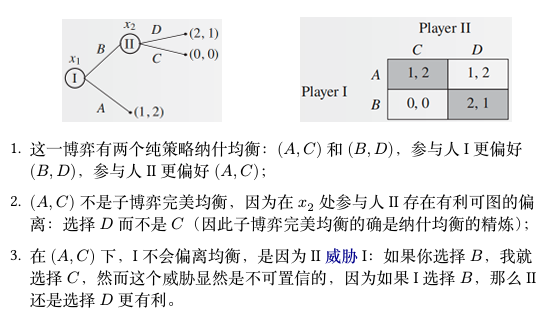 x₂
D
(2, 1)
II
(0, 0)
C
x₁
B
I
A
(1, 2)
Player II
C D
A 1, 2 1, 2
Player I
B 0, 0 2, 1
1. 这一博弈有两个纯策略纳什均衡：(A, C) 和 (B, D)，参与人 I 更偏好
(B, D)，参与人 II 更偏好 (A, C)；
2. (A, C) 不是子博弈完美均衡，因为在 x₂ 处参与人 II 存在有利可图的偏
离：选择 D 而不是 C（因此子博弈完美均衡的确是纳什均衡的精炼）；
3. 在 (A, C) 下，I 不会偏离均衡，是因为 II 威胁 I：如果你选择 B，我就
选择 C，然而这个威胁显然是不可置信的，因为如果 I 选择 B，那么 II
还是选择 D 更有利。